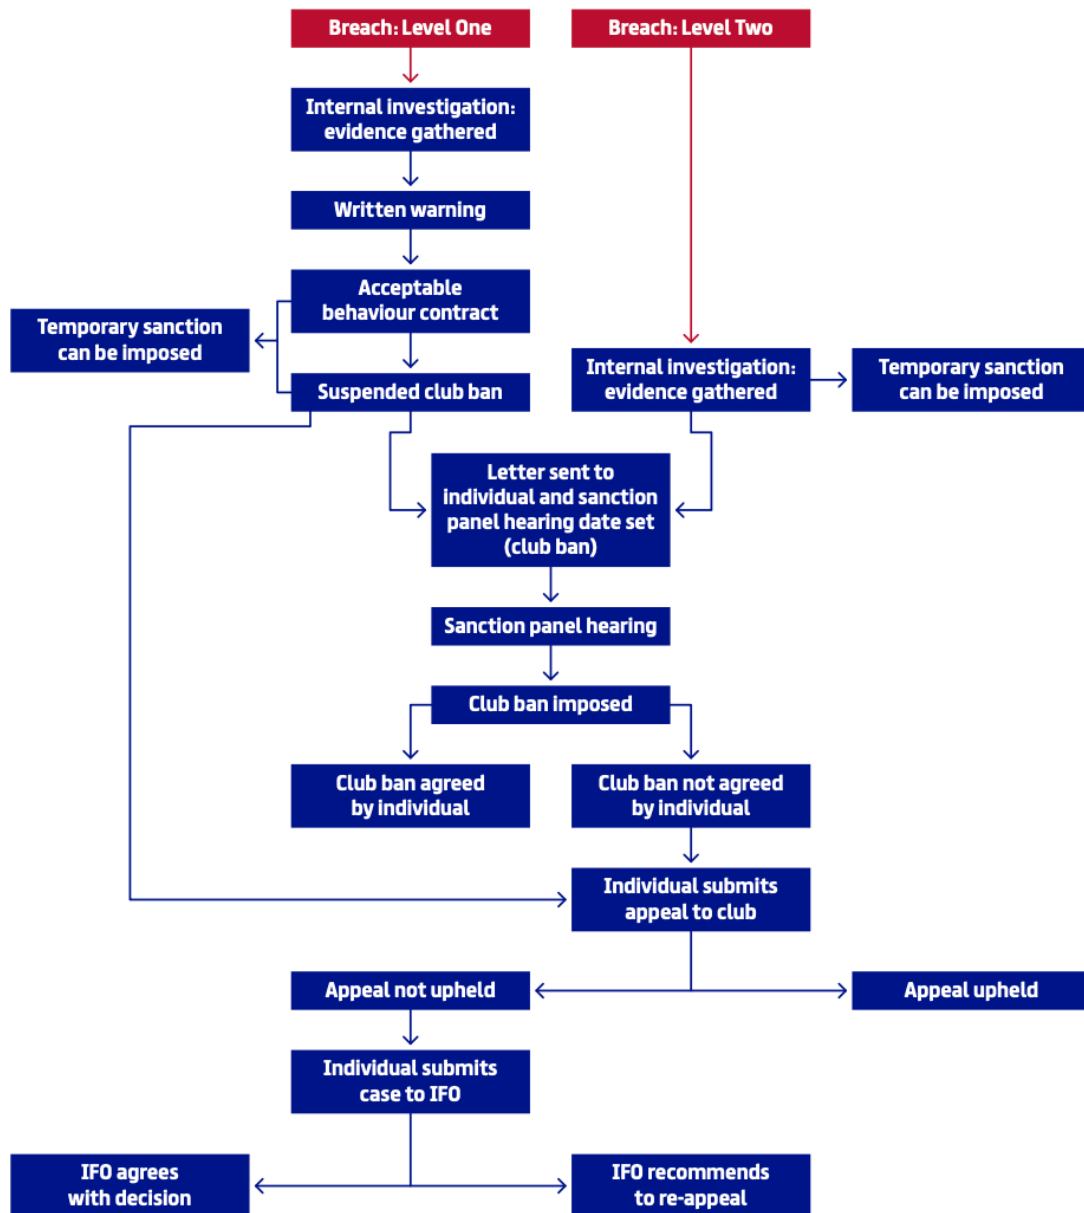 Breach: Level One
Breach: Level Two
Internal investigation:
evidence gathered
Written warning
Acceptable
behaviour contract
Temporary sanction
can be imposed
Suspended club ban
Internal investigation:
evidence gathered
Temporary sanction
can be imposed
Letter sent to
individual and sanction
panel hearing date set
(club ban)
Sanction panel hearing
Club ban imposed
Club ban agreed
by individual
Club ban not agreed
by individual
Individual submits
appeal to club
Appeal not upheld
Appeal upheld
Individual submits
case to IFO
IFO agrees
with decision
IFO recommends
to re-appeal